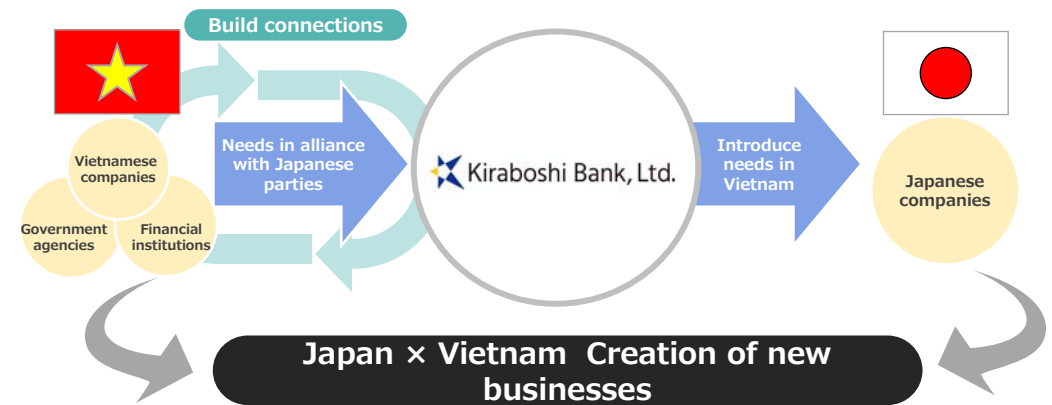 Build connections
Vietnamese
companies
Government
agencies
Financial
institutions
Needs in alliance
with Japanese
parties
Kiraboshi Bank, Ltd.
Introduce
needs in
Vietnam
Japanese
companies
Japan × Vietnam Creation of new
businesses